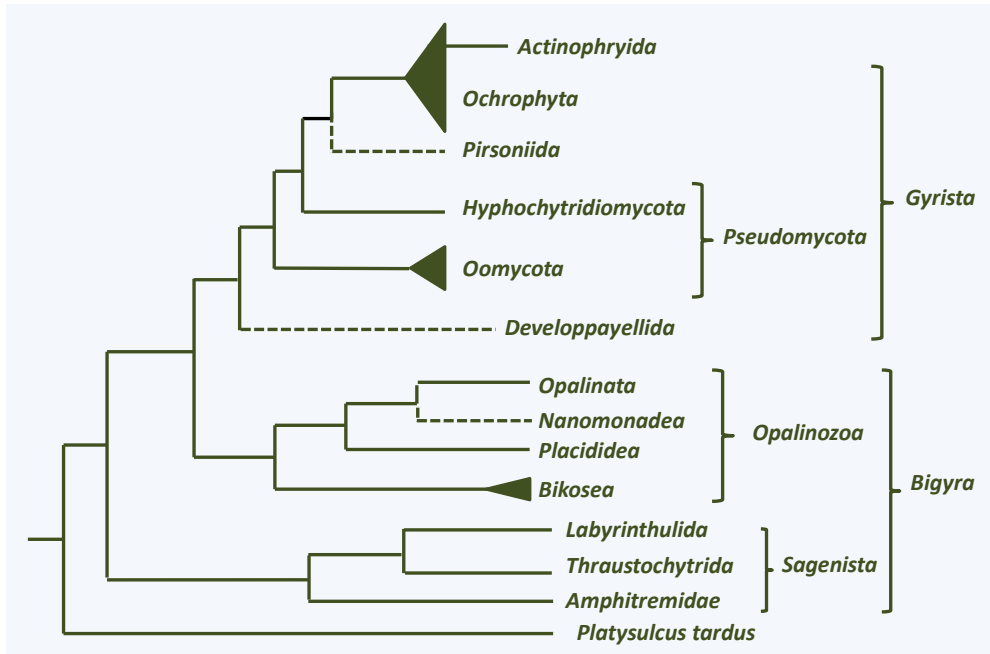 Actinophryida
Ochrophyta
Pirsoniida
Hyphochytridiomycota
Gyrista
Pseudomycota
Oomycota
Developpayellida
Opalinata
Nanomonadea
Opalinozoa
Placididea
Bikosea
Bigyra
Labyrinthulida
Thraustochytrida
Sagenista
Amphitremidae
Platysulcus tardus